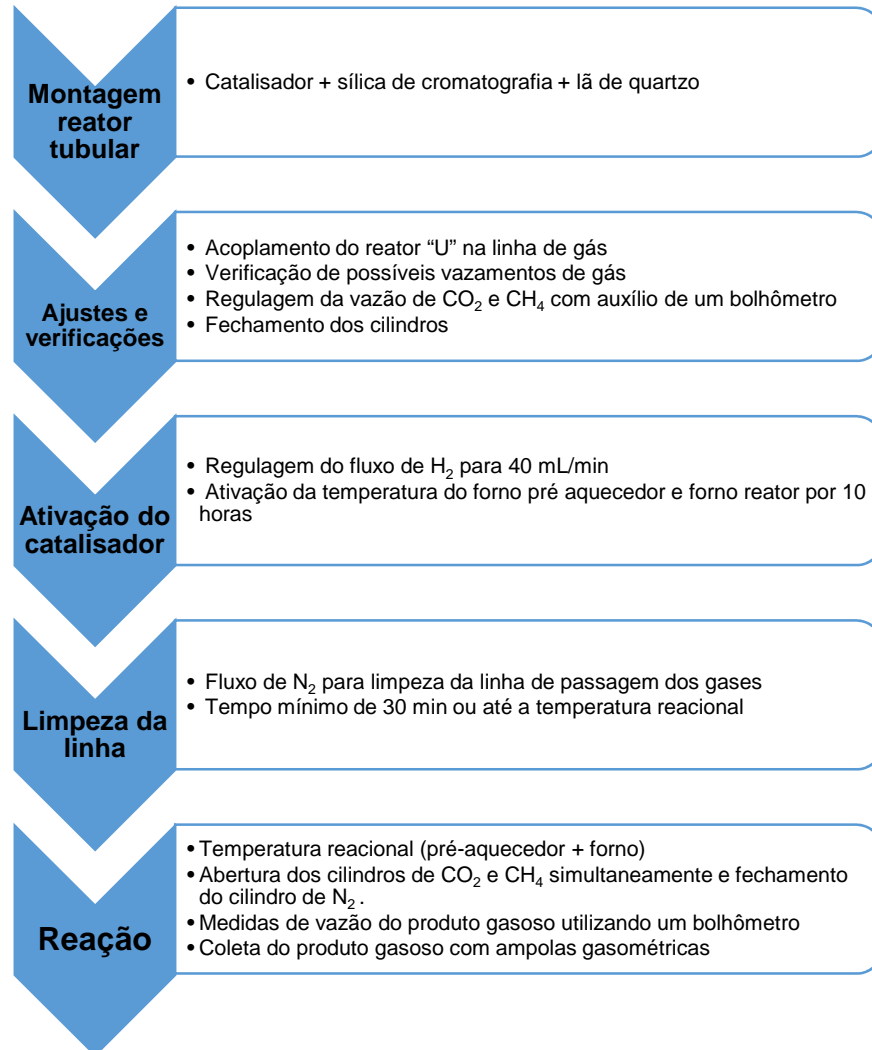 Montagem
reator
tubular
• Catalisador + sílica de cromatografia + lã de quartzo
Ajustes e
verificações
• Acoplamento do reator “U” na linha de gás
• Verificação de possíveis vazamentos de gás
• Regulagem da vazão de CO₂ e CH₄ com auxílio de um bolhômetro
• Fechamento dos cilindros
Ativação do
catalisador
• Regulagem do fluxo de H₂ para 40 mL/min
• Ativação da temperatura do forno pré aquecedor e forno reator por 10
horas
Limpeza da
linha
• Fluxo de N₂ para limpeza da linha de passagem dos gases
• Tempo mínimo de 30 min ou até a temperatura reacional
Reação
• Temperatura reacional (pré-aquecedor + forno)
• Abertura dos cilindros de CO₂ e CH₄ simultaneamente e fechamento
do cilindro de N₂ .
• Medidas de vazão do produto gasoso utilizando um bolhômetro
• Coleta do produto gasoso com ampolas gasométricas